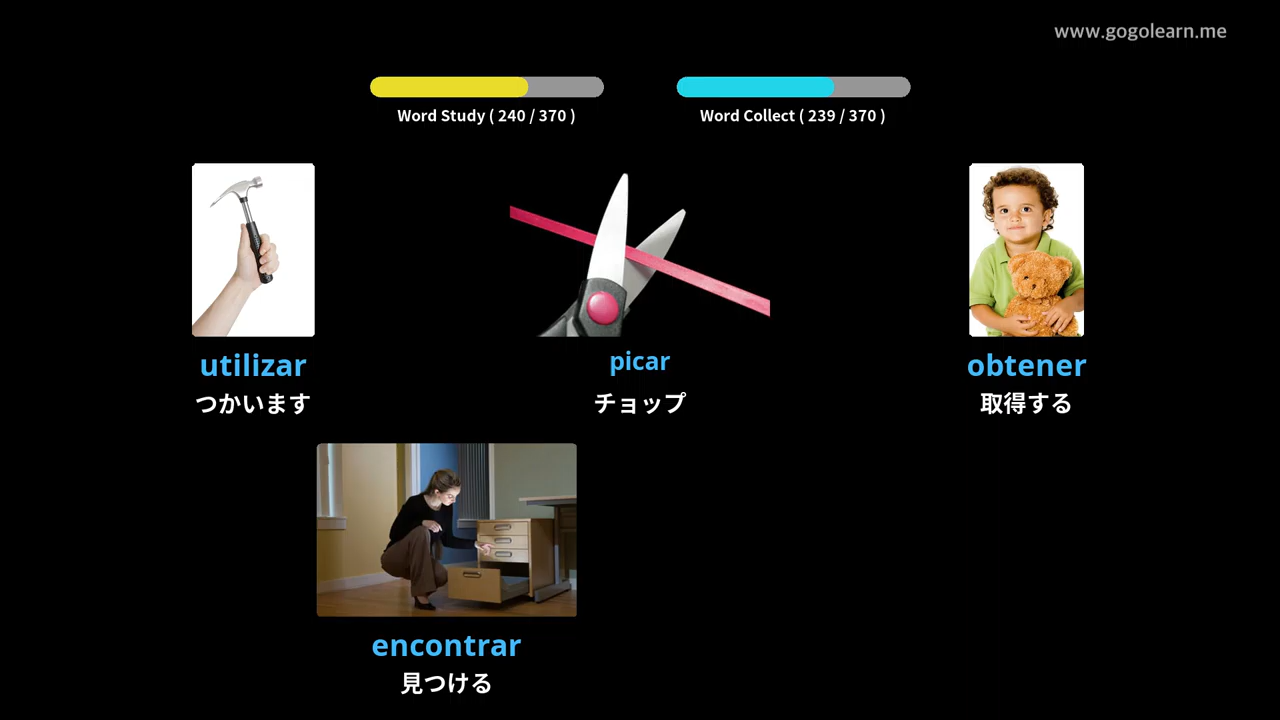 www.gogolearn.me
Word Study ( 240 / 370 )
Word Collect ( 239 / 370 )
utilizar
つかいます
picar
チョップ
obtener
取得する
encontrar
見つける